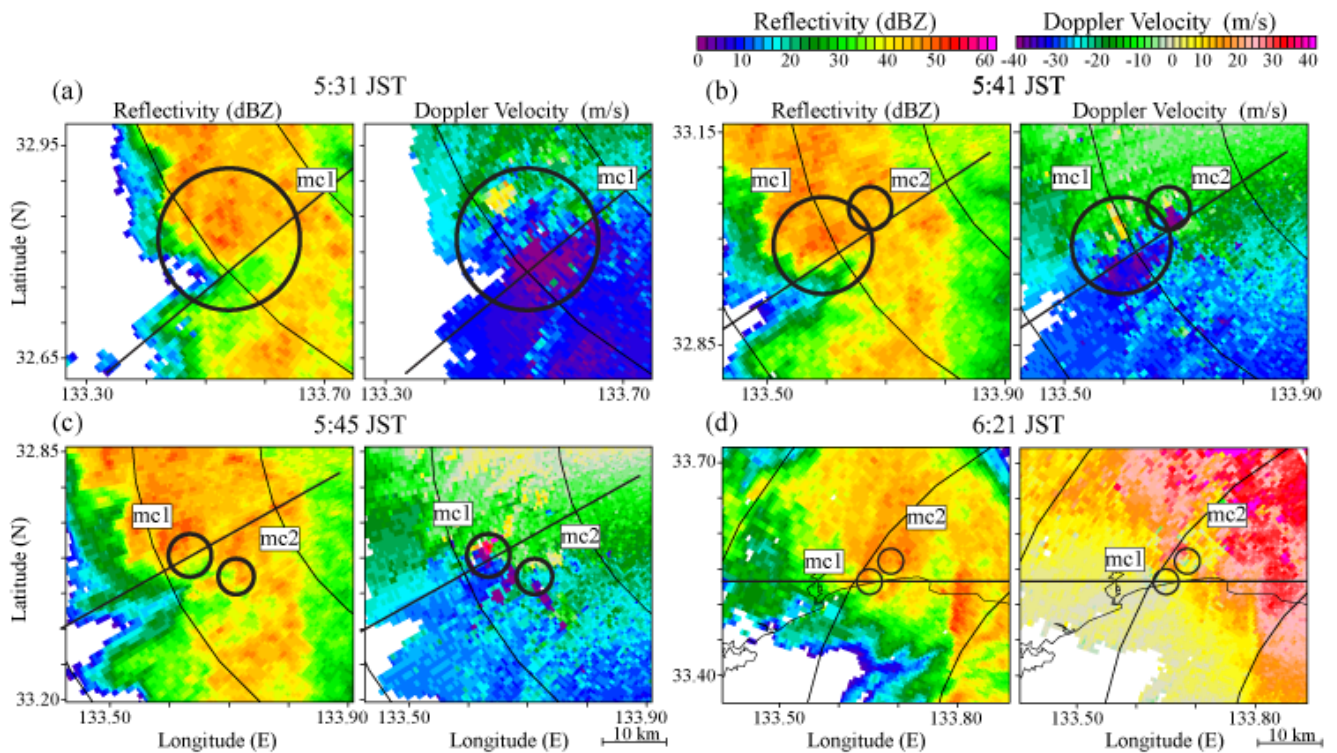 Reflectivity (dBZ) Doppler Velocity (m/s)
0 10 20 30 40 50 60 -40 -30 -20 -10 0 10 20 30 40
(a) 5:31 JST (b) 5:41 JST
Reflectivity (dBZ) Doppler Velocity (m/s) Reflectivity (dBZ) Doppler Velocity (m/s)
32.95 33.15
mc1 mc1 mc1 mc2 mc1 mc2
Latitude (N)
32.65 32.85
133.30 133.70 133.30 133.70 133.50 133.90 133.50 133.90
(c) 5:45 JST (d) 6:21 JST
32.85 33.70
mc1 mc2 mc1 mc2 mc1 mc2 mc1 mc2
Latitude (N)
33.20 33.40
133.50 133.90 133.50 133.90 133.50 133.80 133.50 133.80
Longitude (E) Longitude (E) 10 km Longitude (E) Longitude (E) 10 km